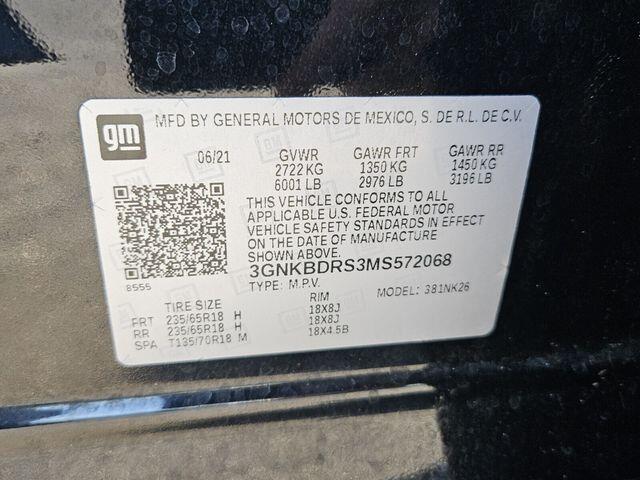 gm
MFD BY GENERAL MOTORS DE MEXICO, S. DE R.L. DE C.V.
06/21 GVWR GAWR FRT GAWR RR
2722 KG 1350 KG 1450 KG
6001 LB 2976 LB 3196 LB
THIS VEHICLE CONFORMS TO ALL
APPLICABLE U.S. FEDERAL MOTOR
VEHICLE SAFETY STANDARDS IN EFFECT
ON THE DATE OF MANUFACTURE
SHOWN ABOVE.
3GNKBDRS3MS572068
8555 TYPE: M.P.V. MODEL: 381NK26
TIRE SIZE RIM
FRT 235/65R18 H 18X8J
RR 235/65R18 H 18X8J
SPA T135/70R18 M 18X4.5B